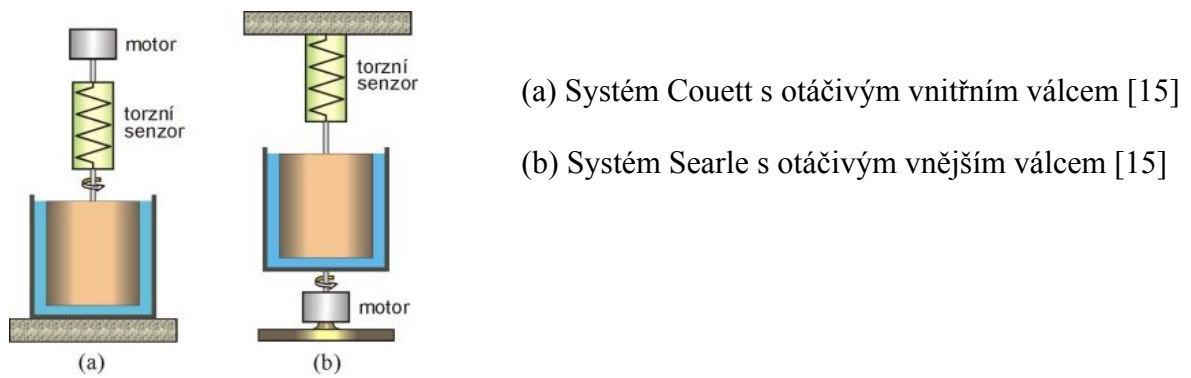 motor
torzní
senzor
(a)
torzní
senzor
motor
(b)
(a) Systém Couett s otáčivým vnitřním válcem [15]
(b) Systém Searle s otáčivým vnějším válcem [15]